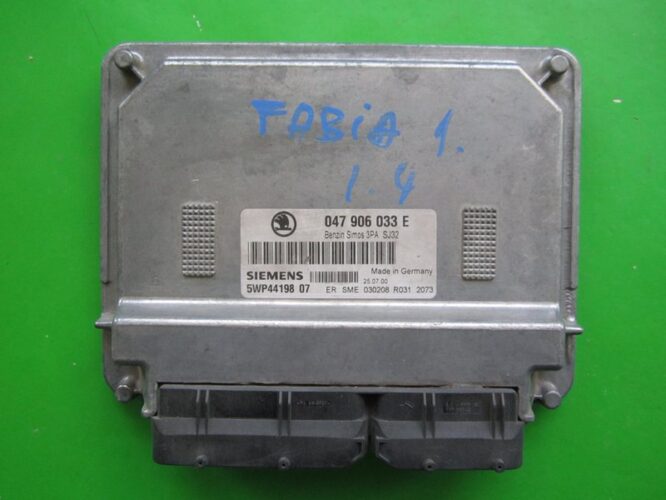 FABiA 1.
1.4
047 906 033 E
Benzin Simos 3PA SJ32
SIEMENS
Made in Germany
25.07.00
5WP44198 07
ER SME 030208 R031 2073